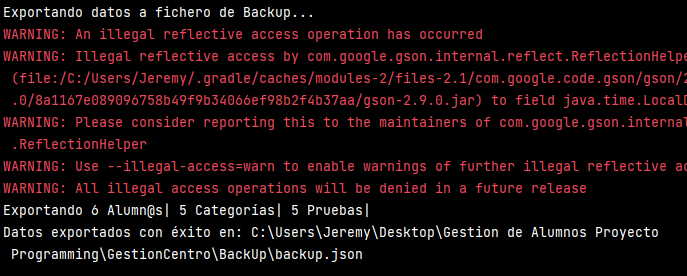 Exportando datos a fichero de Backup...
WARNING: An illegal reflective access operation has occurred
WARNING: Illegal reflective access by com.google.gson.internal.reflect.ReflectionHelpe
(file:/C:/Users/Jeremy/.gradle/caches/modules-2/files-2.1/com.google.code.gson/gson/2
.0/8a1167e089096758b49f9b34066ef98b2f4b37aa/gson-2.9.0.jar) to field java.time.LocalD
WARNING: Please consider reporting this to the maintainers of com.google.gson.internal
.ReflectionHelper
WARNING: Use --illegal-access=warn to enable warnings of further illegal reflective ac
WARNING: All illegal access operations will be denied in a future release
Exportando 6 Alumn@s| 5 Categorías| 5 Pruebas|
Datos exportados con éxito en: C:\Users\Jeremy\Desktop\Gestion de Alumnos Proyecto
Programming\GestionCentro\BackUp\backup.json